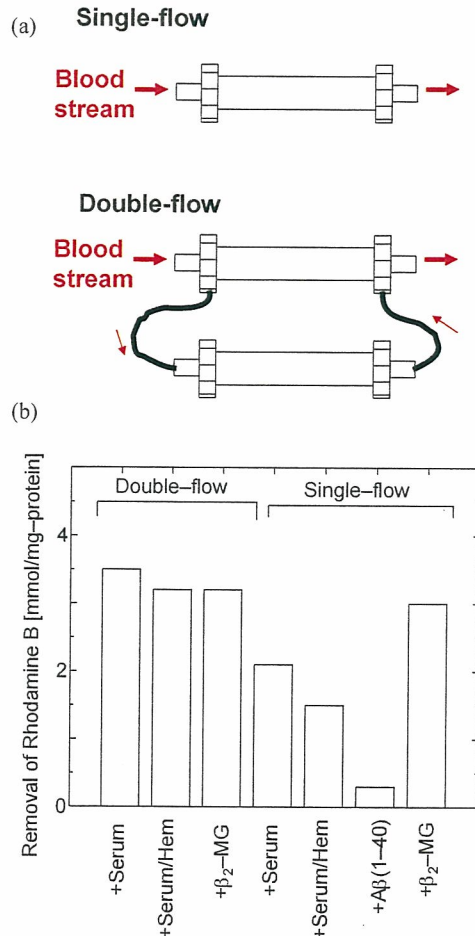 (a)
Single-flow
Blood
stream
Double-flow
Blood
stream
(b)
Removal of Rhodamine B [mmol/mg–protein]
4
2
0
Double–flow
Single–flow
+Serum
+Serum/Hem
+β₂–MG
+Serum
+Serum/Hem
+Aβ(1–40)
+β₂–MG